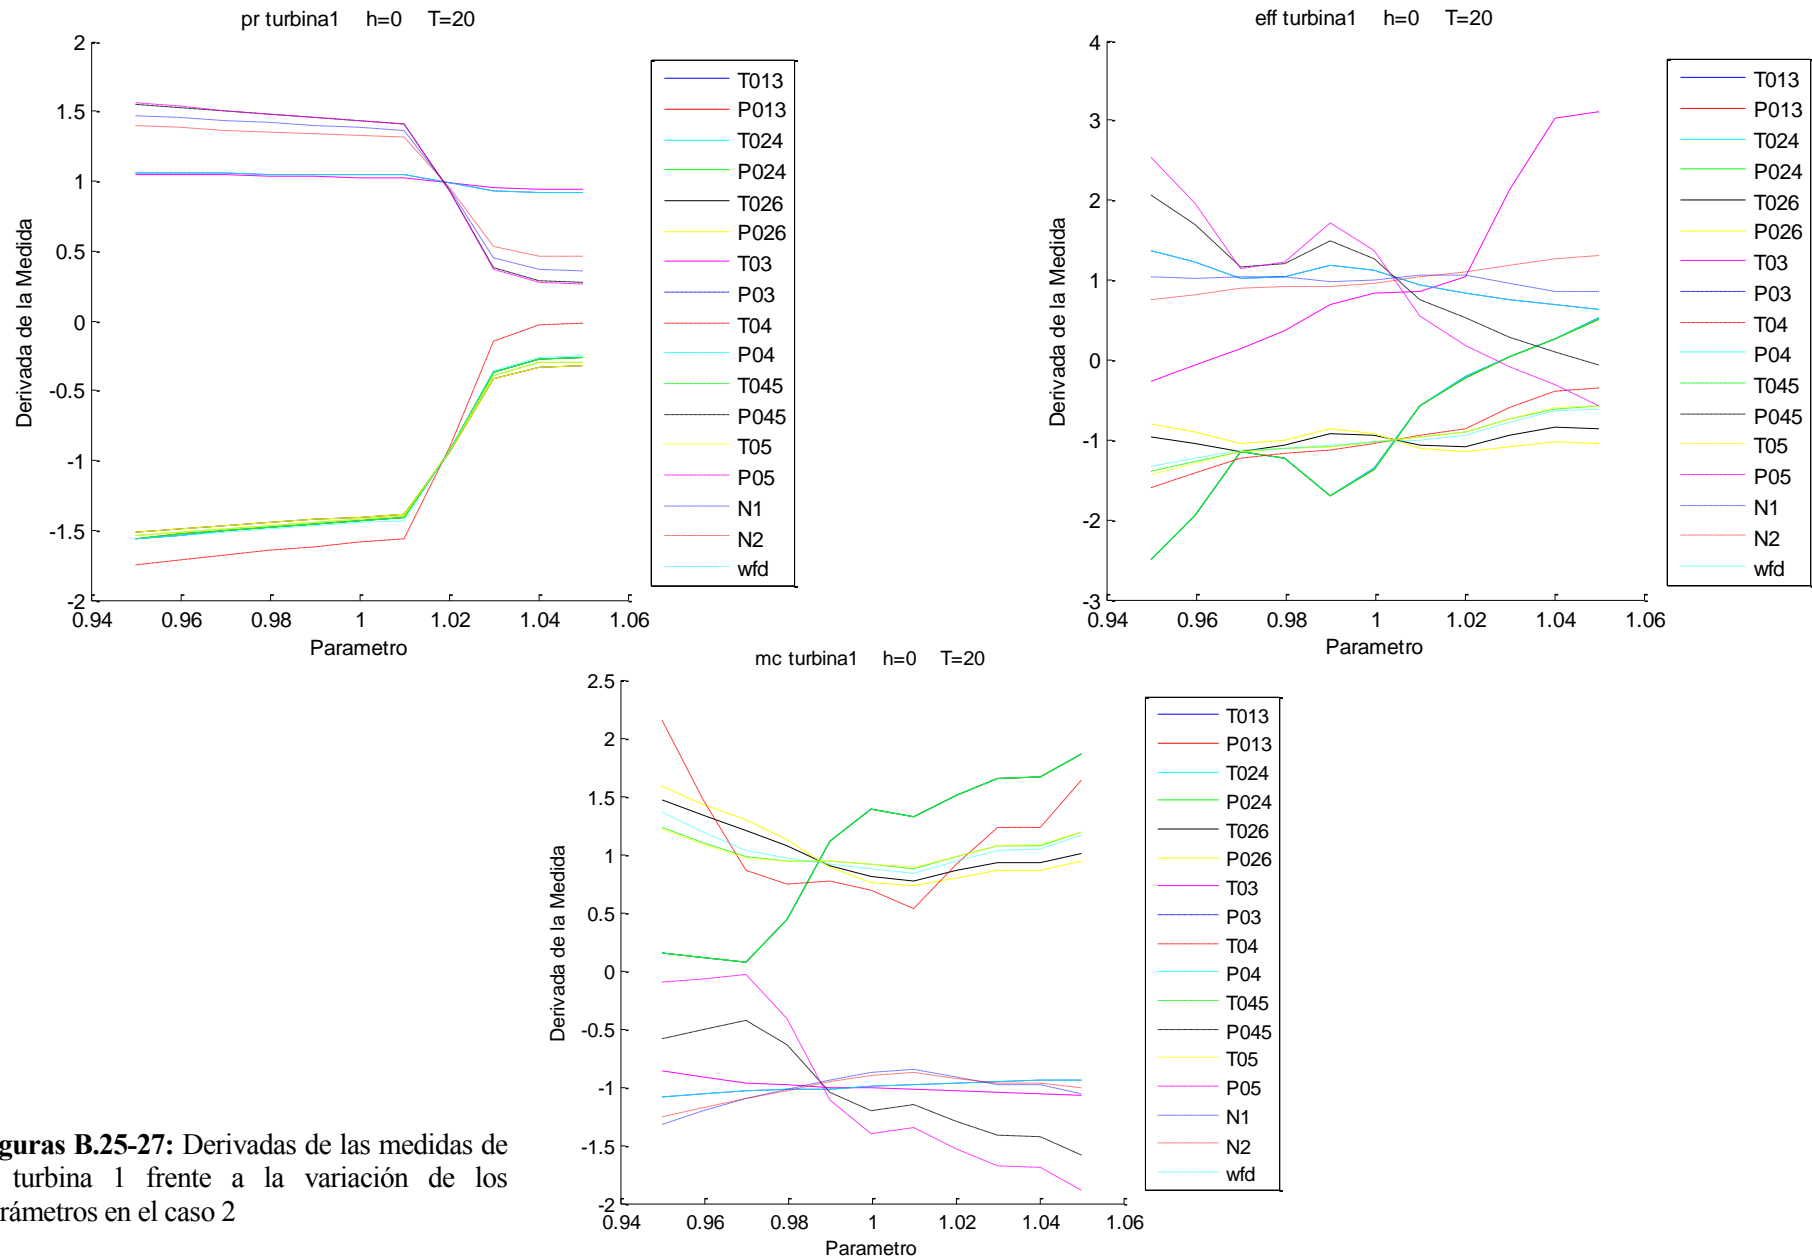 pr turbina1 h=0 T=20
2
1.5
1
0.5
0
-0.5
-1
-1.5
-2
0.94 0.96 0.98 1 1.02 1.04 1.06
Derivada de la Medida
Parametro
T013
P013
T024
P024
T026
P026
T03
P03
T04
P04
T045
P045
T05
P05
N1
N2
wfd
eff turbina1 h=0 T=20
4
3
2
1
0
-1
-2
-3
0.94 0.96 0.98 1 1.02 1.04 1.06
Derivada de la Medida
Parametro
T013
P013
T024
P024
T026
P026
T03
P03
T04
P04
T045
P045
T05
P05
N1
N2
wfd
mc turbina1 h=0 T=20
2.5
2
1.5
1
0.5
0
-0.5
-1
-1.5
-2
0.94 0.96 0.98 1 1.02 1.04 1.06
Derivada de la Medida
Parametro
T013
P013
T024
P024
T026
P026
T03
P03
T04
P04
T045
P045
T05
P05
N1
N2
wfd
guras B.25-27: Derivadas de las medidas de
turbina 1 frente a la variación de los
rámetros en el caso 2